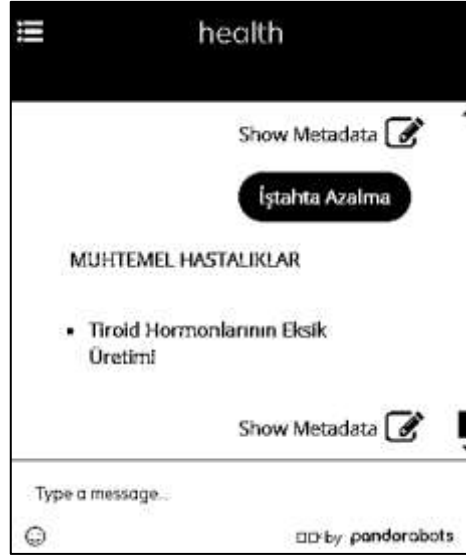 health
Show Metadata
İştahta Azalma
MUHTEMEL HASTALIKLAR
• Tiroid Hormonlarının Eksik
Üretimi
Show Metadata
Type a message...
by pandorabots